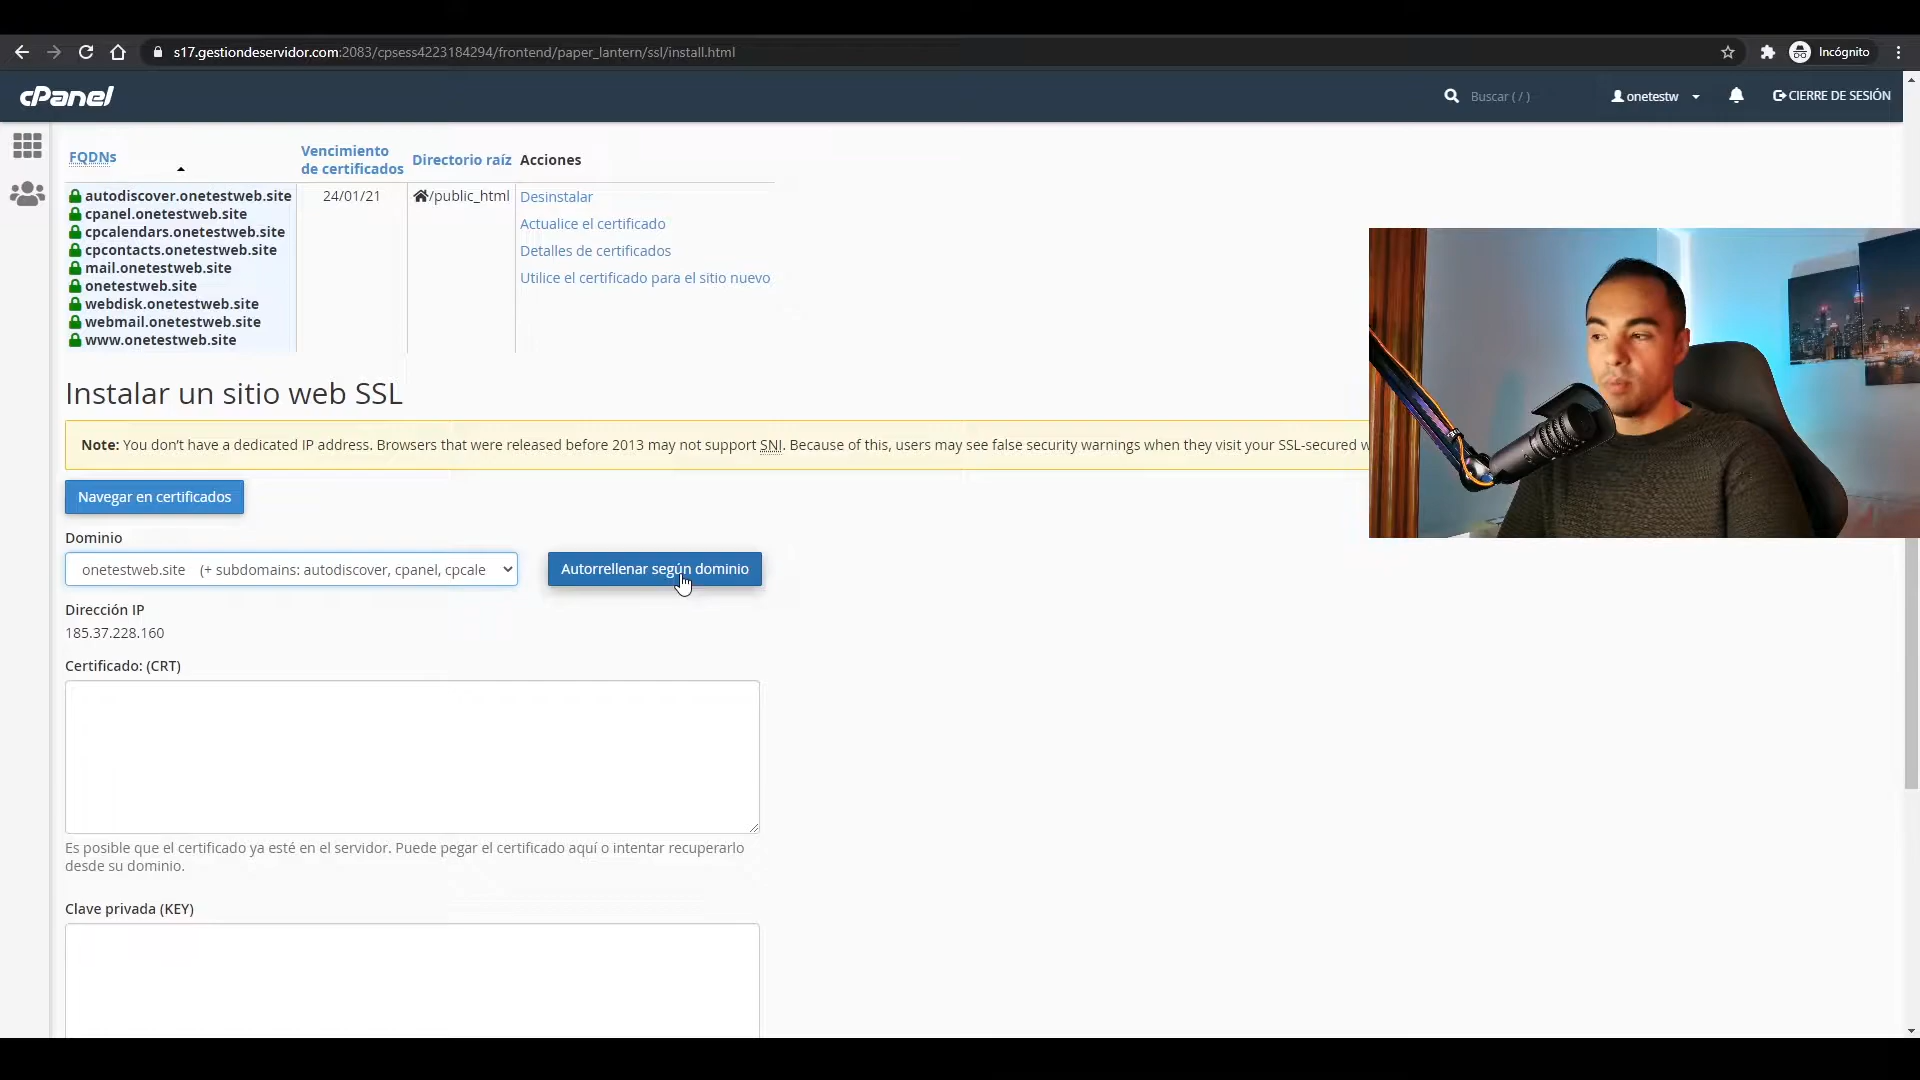 s17.gestiondeservidor.com:2083/cpsess4223184294/frontend/paper_lantern/ssl/install.html
Incógnito
cPanel
Buscar ( / )
onetestw
CIERRE DE SESIÓN
FQDNs
Vencimiento
de certificados
Directorio raíz
Acciones
autodiscover.onetestweb.site
24/01/21
/public_html
Desinstalar
cpanel.onetestweb.site
Actualice el certificado
cpcalendars.onetestweb.site
cpcontacts.onetestweb.site
Detalles de certificados
mail.onetestweb.site
Utilice el certificado para el sitio nuevo
onetestweb.site
webdisk.onetestweb.site
webmail.onetestweb.site
www.onetestweb.site
Instalar un sitio web SSL
Note: You don't have a dedicated IP address. Browsers that were released before 2013 may not support SNI. Because of this, users may see false security warnings when they visit your SSL-secured w
Navegar en certificados
Dominio
onetestweb.site (+ subdomains: autodiscover, cpanel, cpcale
Autorrellenar según dominio
Dirección IP
185.37.228.160
Certificado: (CRT)
Es posible que el certificado ya esté en el servidor. Puede pegar el certificado aquí o intentar recuperarlo
desde su dominio.
Clave privada (KEY)